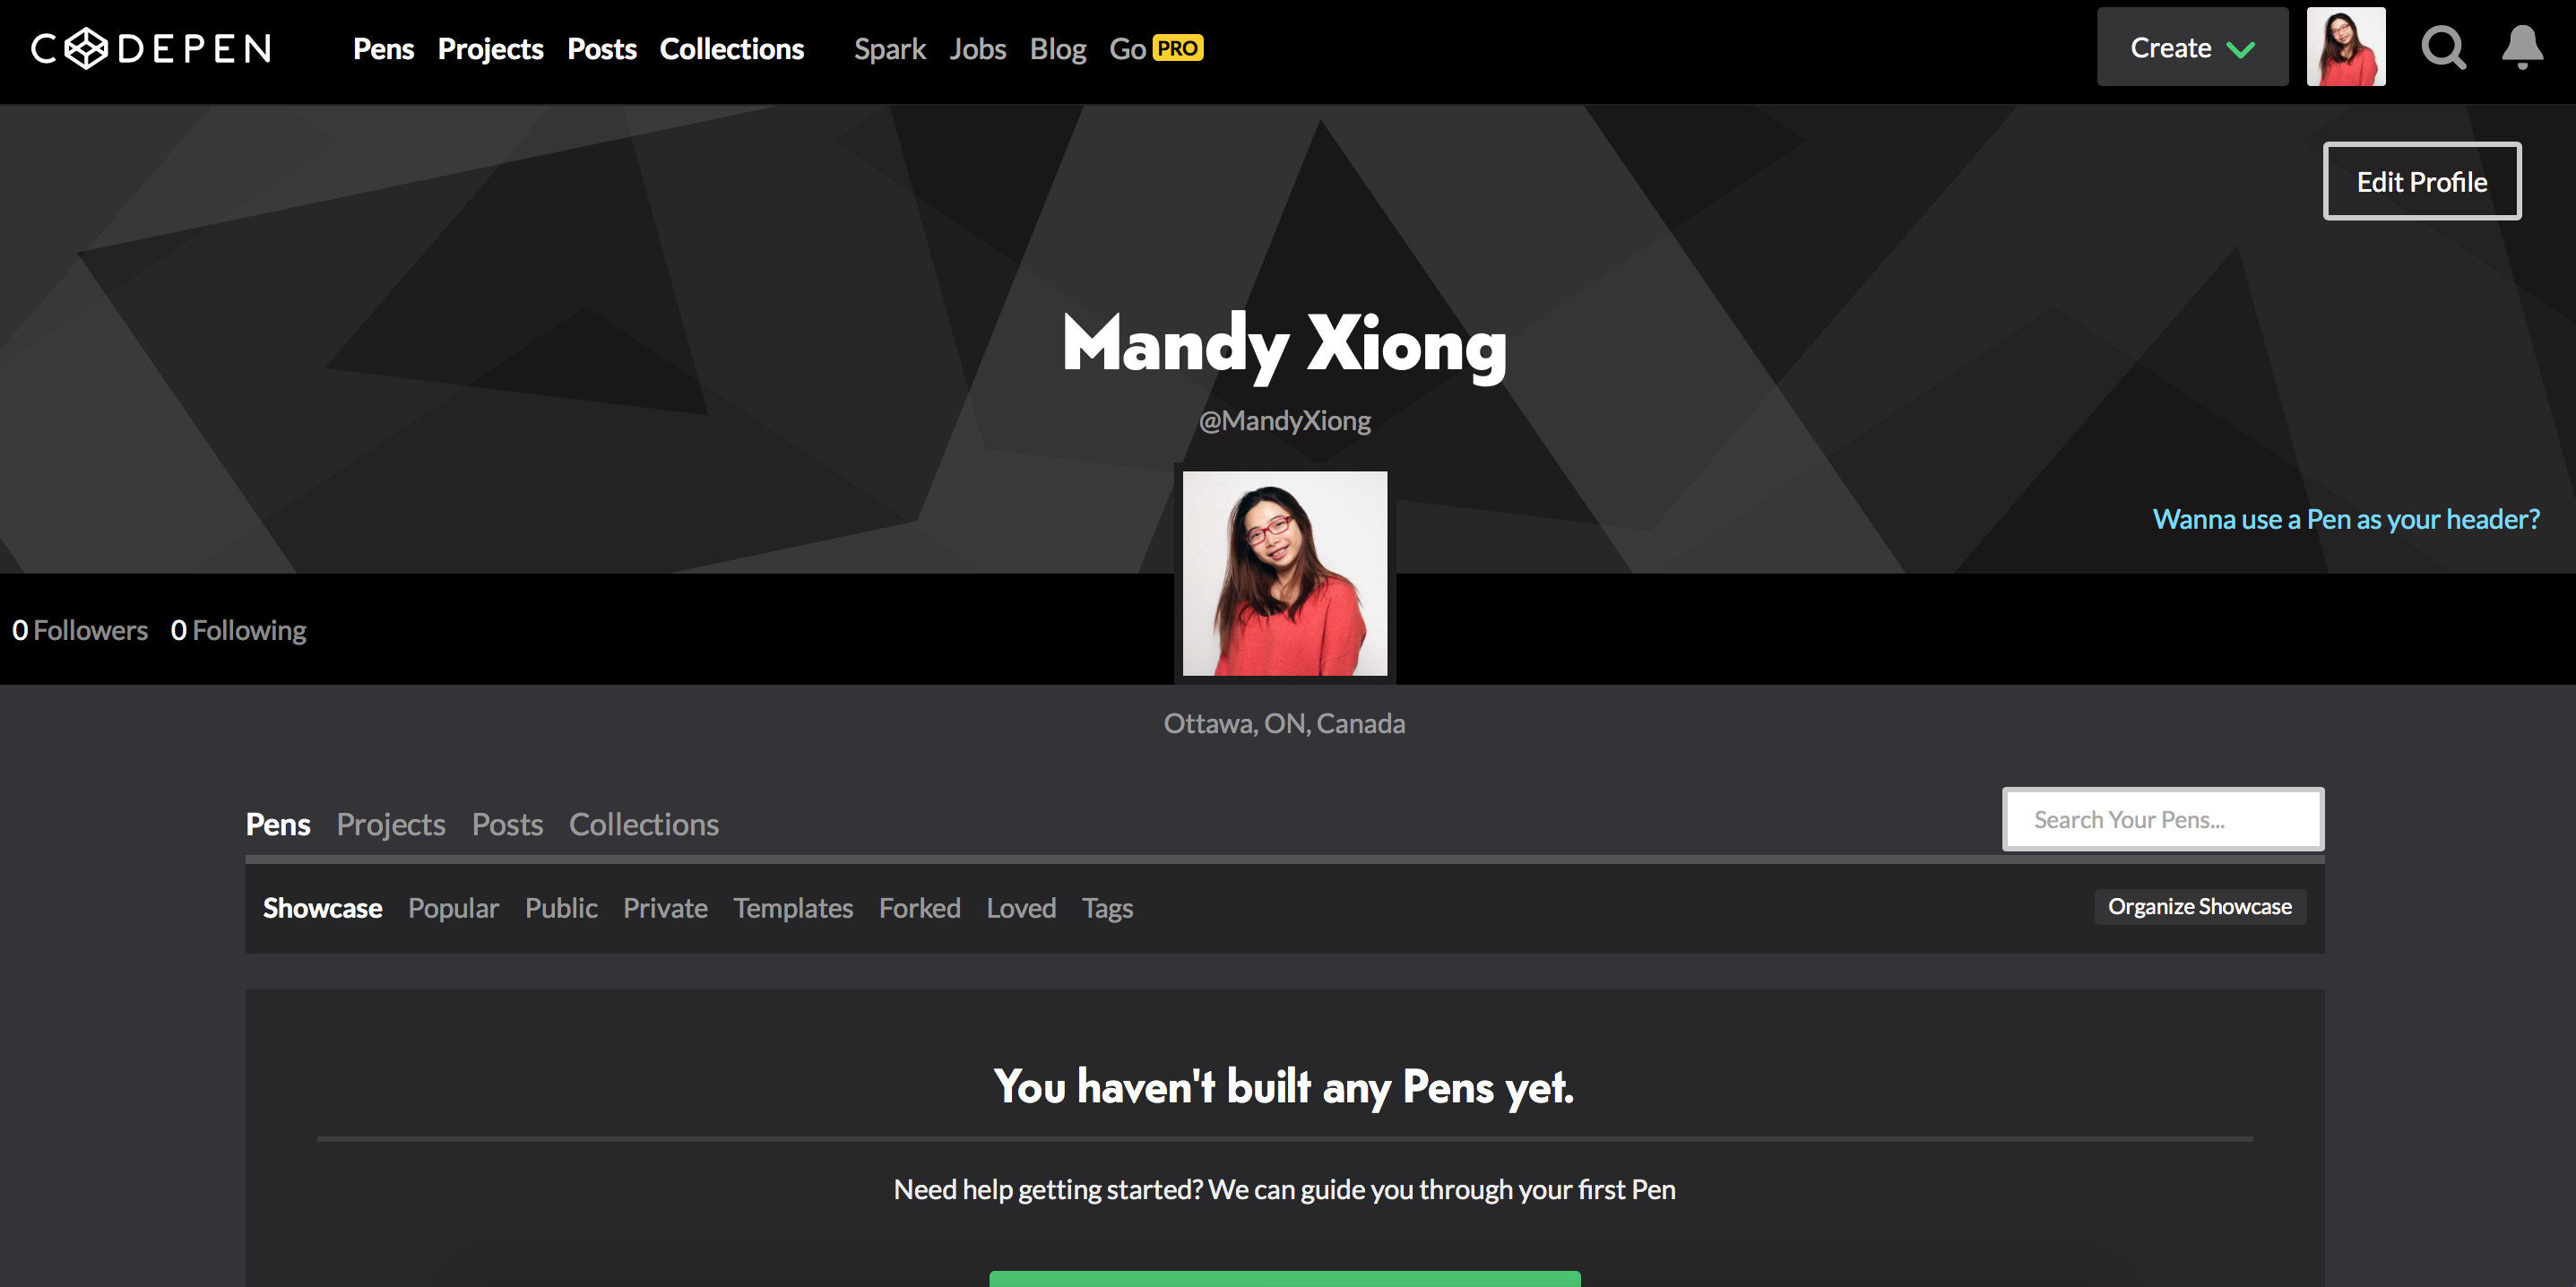 CODEPEN Pens Projects Posts Collections Spark Jobs Blog Go PRO Create
Edit Profile
Mandy Xiong
@MandyXiong
Wanna use a Pen as your header?
0 Followers 0 Following
Ottawa, ON, Canada
Pens Projects Posts Collections Search Your Pens...
Showcase Popular Public Private Templates Forked Loved Tags Organize Showcase
You haven't built any Pens yet.
Need help getting started? We can guide you through your first Pen